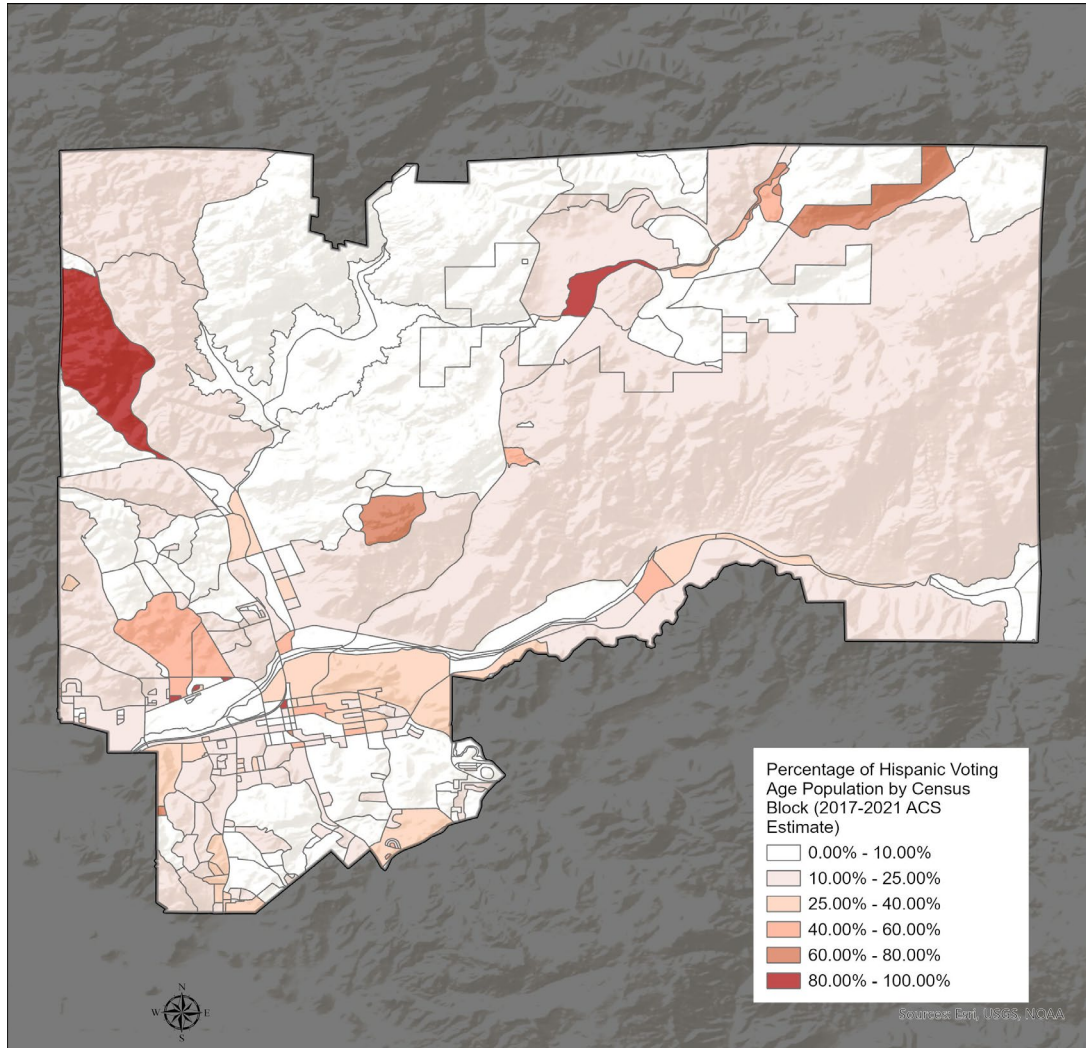 Percentage of Hispanic Voting
Age Population by Census
Block (2017-2021 ACS
Estimate)
0.00% - 10.00%
10.00% - 25.00%
25.00% - 40.00%
40.00% - 60.00%
60.00% - 80.00%
80.00% - 100.00%
N
W E
S
Sources: Esri, USGS, NOAA